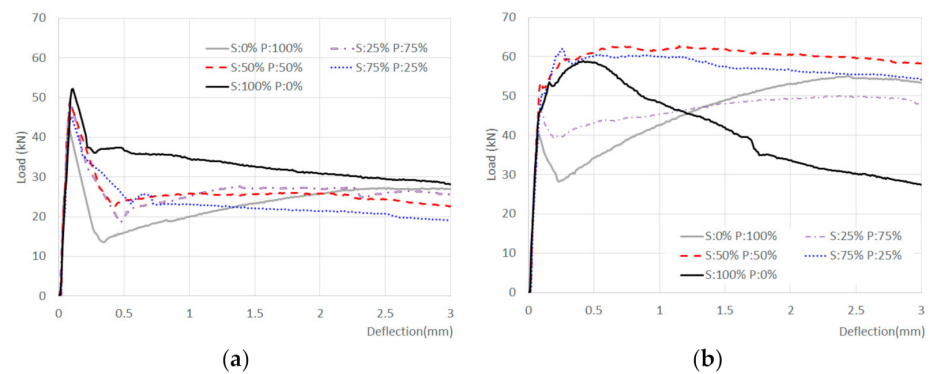 70
60
50
40
30
20
10
0
Load (kN)
S:0% P:100% S:25% P:75%
S:50% P:50% S:75% P:25%
S:100% P:0%
0 0.5 1 1.5 2 2.5 3
Deflection(mm)
(a)
70
60
50
40
30
20
10
0
Load (kN)
S:0% P:100% S:25% P:75%
S:50% P:50% S:75% P:25%
S:100% P:0%
0 0.5 1 1.5 2 2.5 3
Deflection(mm)
(b)